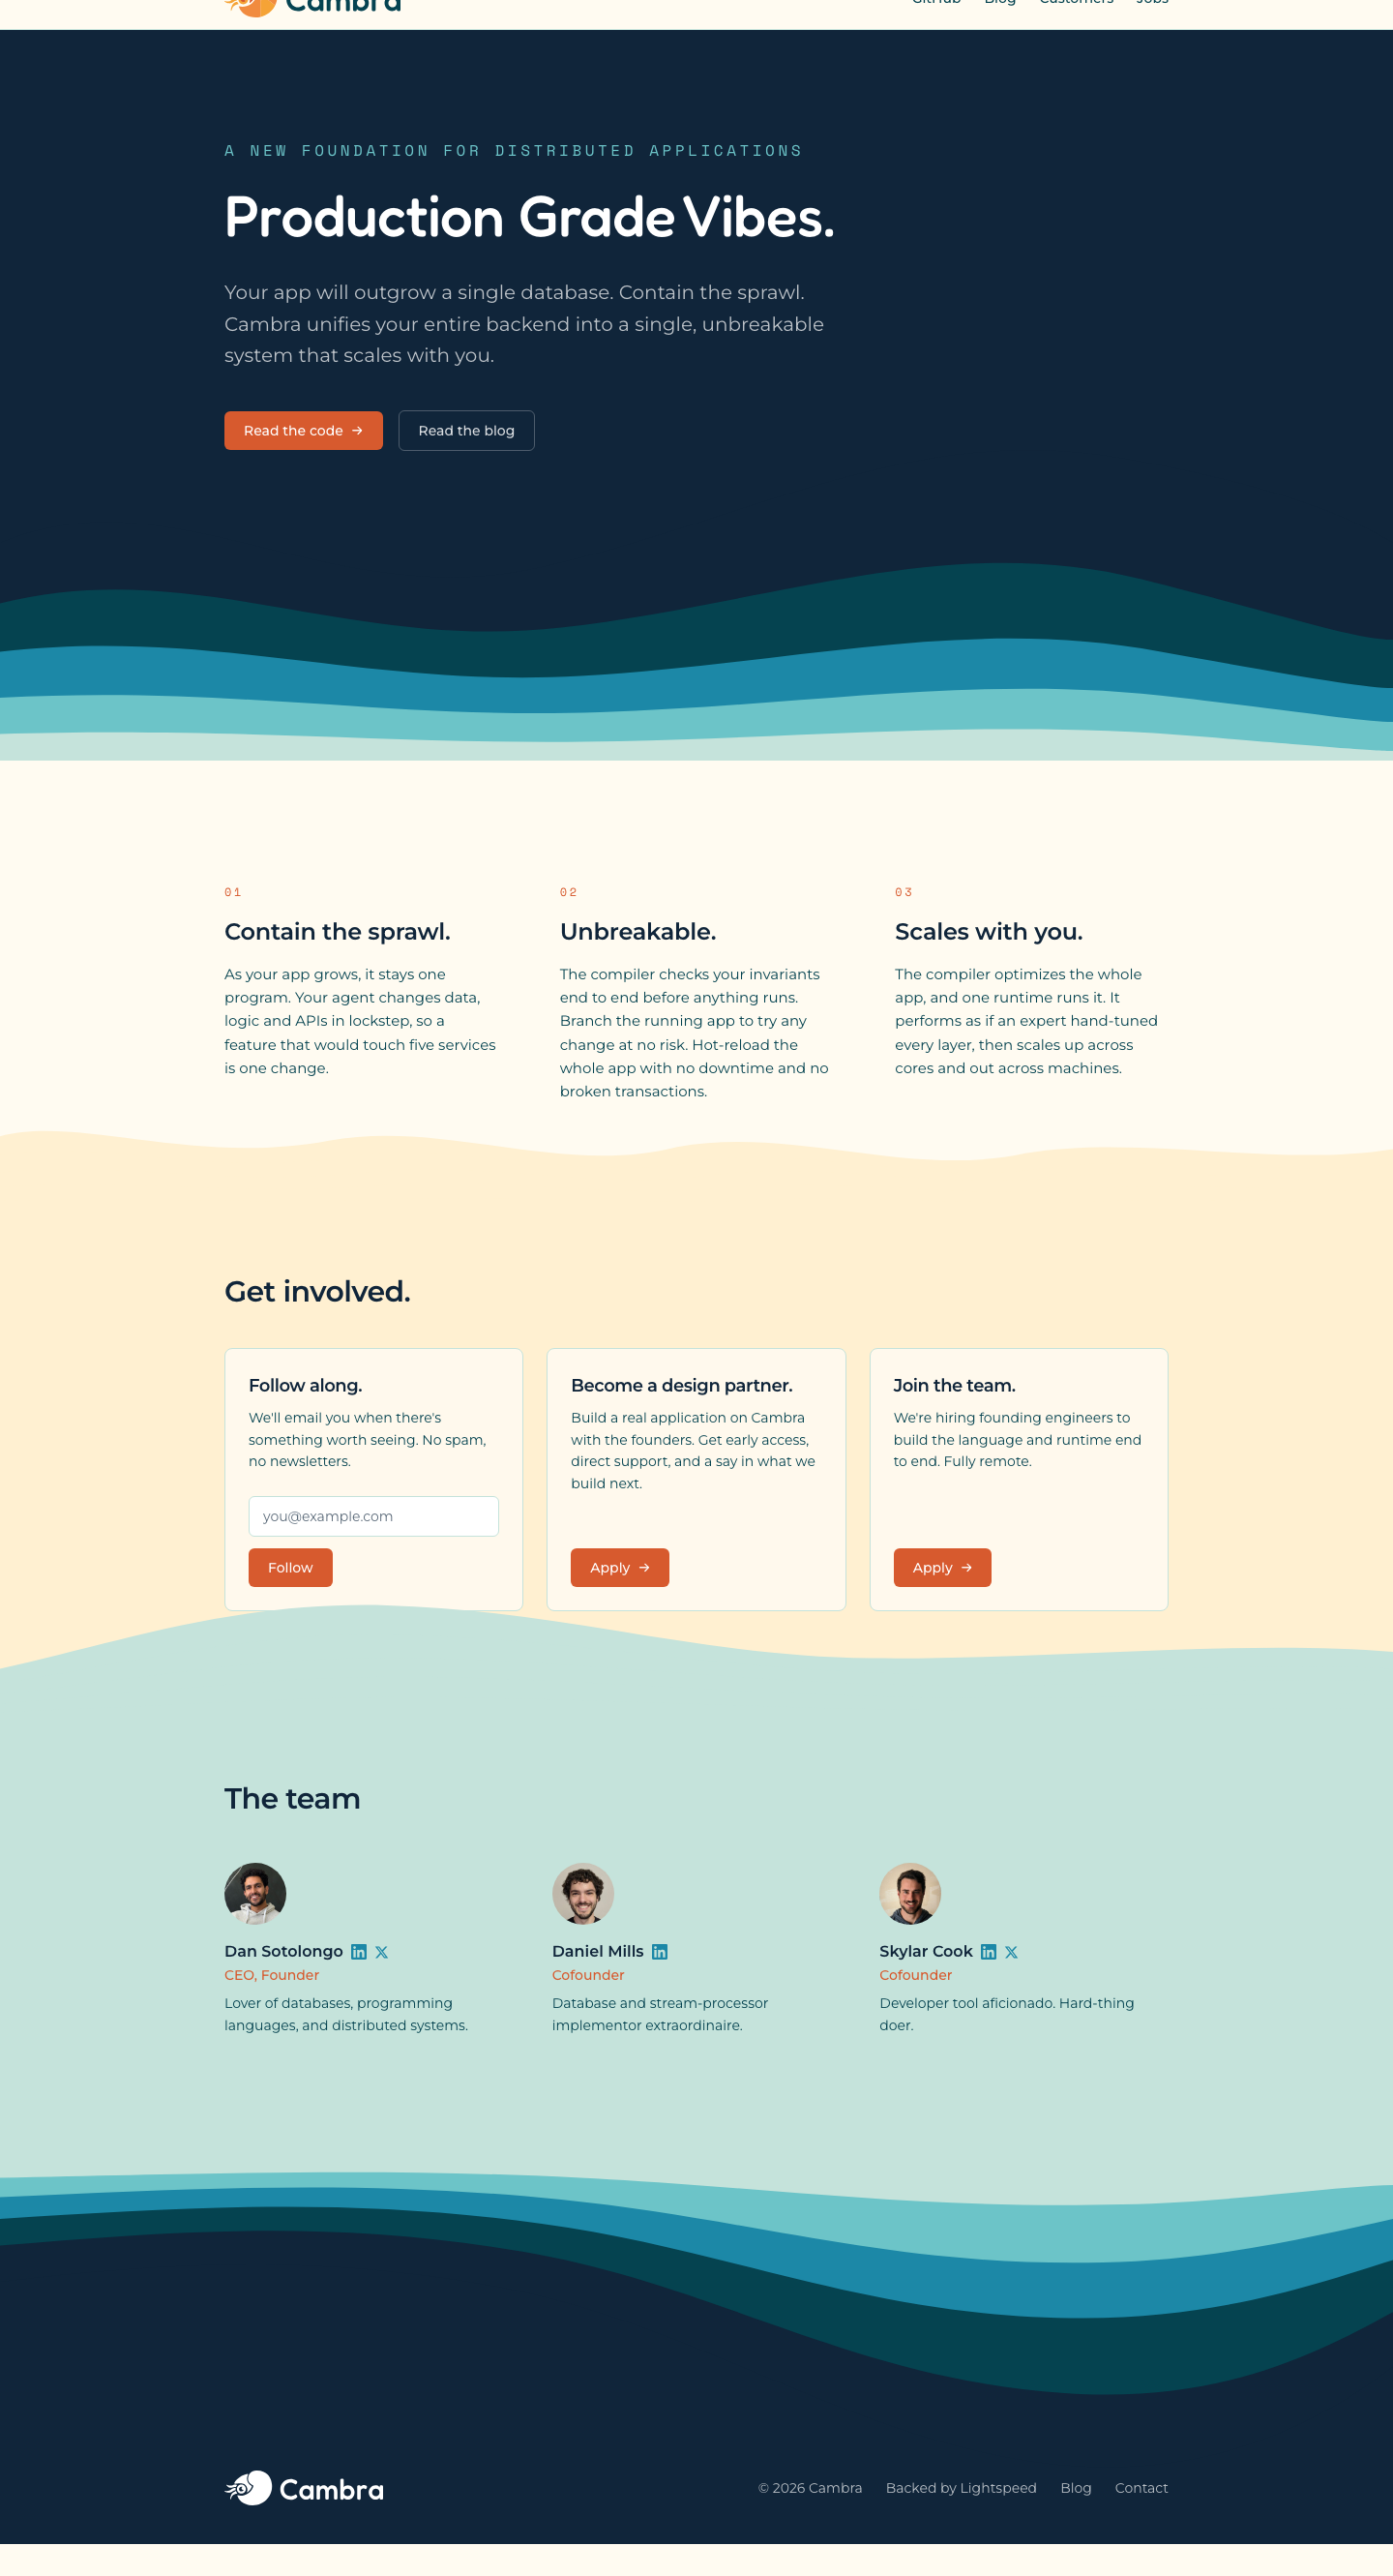 Cambra
GitHub Blog Customers Jobs
A NEW FOUNDATION FOR DISTRIBUTED APPLICATIONS
Production Grade Vibes.
Your app will outgrow a single database. Contain the sprawl.
Cambra unifies your entire backend into a single, unbreakable
system that scales with you.
Read the code →
Read the blog
01
Contain the sprawl.
As your app grows, it stays one
program. Your agent changes data,
logic and APIs in lockstep, so a
feature that would touch five services
is one change.
02
Unbreakable.
The compiler checks your invariants
end to end before anything runs.
Branch the running app to try any
change at no risk. Hot-reload the
whole app with no downtime and no
broken transactions.
03
Scales with you.
The compiler optimizes the whole
app, and one runtime runs it. It
performs as if an expert hand-tuned
every layer, then scales up across
cores and out across machines.
Get involved.
Follow along.
We'll email you when there's
something worth seeing. No spam,
no newsletters.
you@example.com
Follow
Become a design partner.
Build a real application on Cambra
with the founders. Get early access,
direct support, and a say in what we
build next.
Apply →
Join the team.
We're hiring founding engineers to
build the language and runtime end
to end. Fully remote.
Apply →
The team
Dan Sotolongo in X
CEO, Founder
Lover of databases, programming
languages, and distributed systems.
Daniel Mills in
Cofounder
Database and stream-processor
implementor extraordinaire.
Skylar Cook in X
Cofounder
Developer tool aficionado. Hard-thing
doer.
Cambra
© 2026 Cambra Backed by Lightspeed Blog Contact